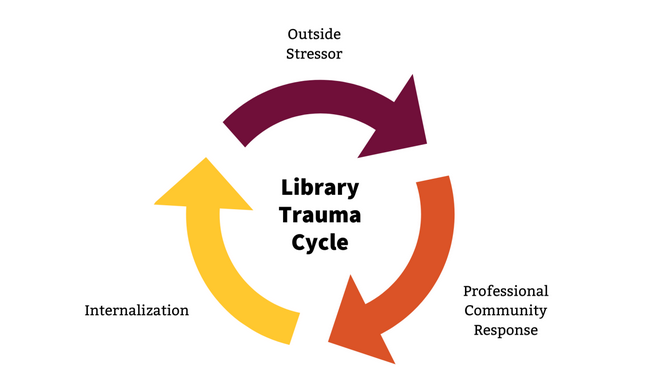 Outside
Stressor
Library
Trauma
Cycle
Professional
Community
Response
Internalization